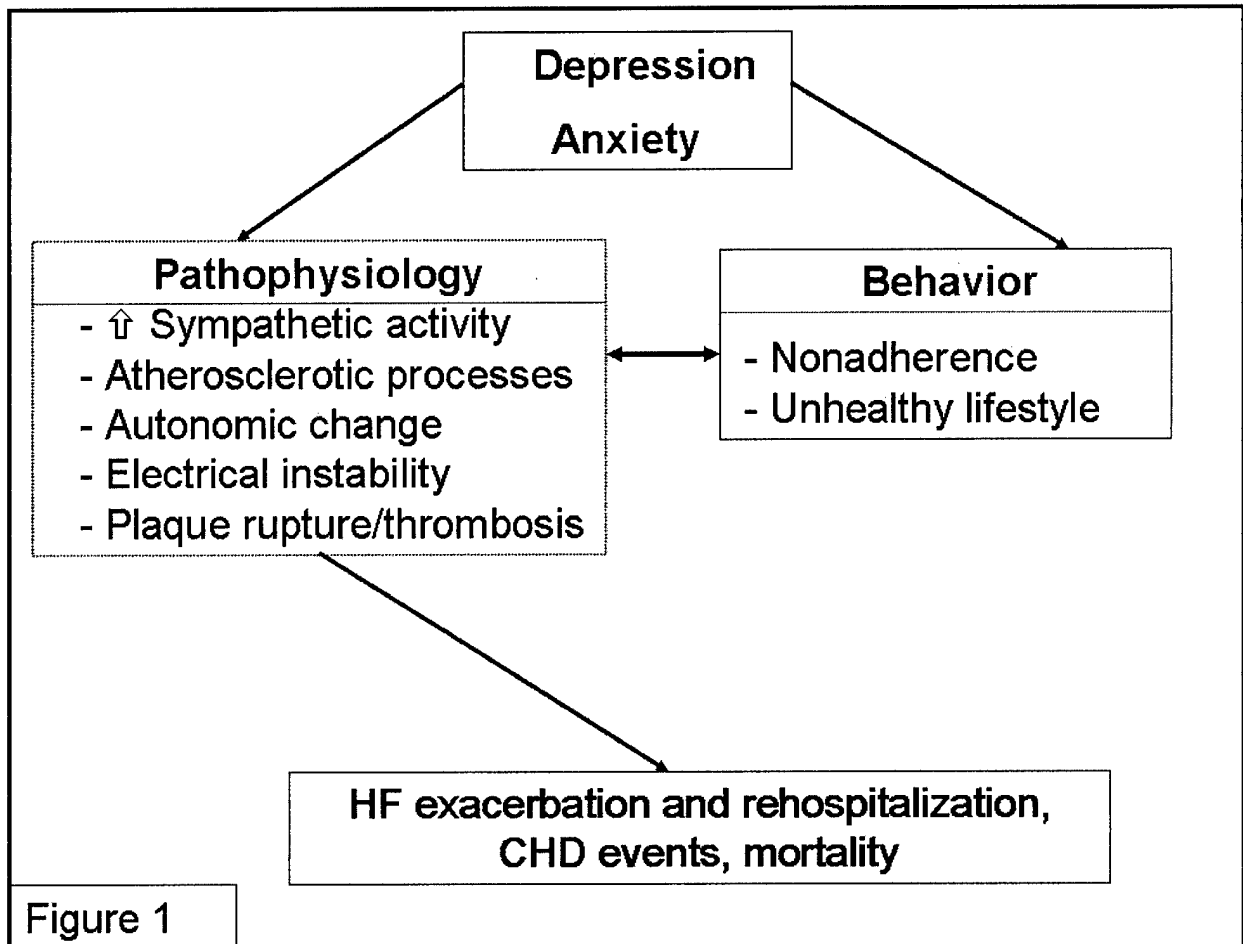 Depression
Anxiety
Pathophysiology
- ⇧ Sympathetic activity
- Atherosclerotic processes
- Autonomic change
- Electrical instability
- Plaque rupture/thrombosis
Behavior
- Nonadherence
- Unhealthy lifestyle
HF exacerbation and rehospitalization,
CHD events, mortality
Figure 1